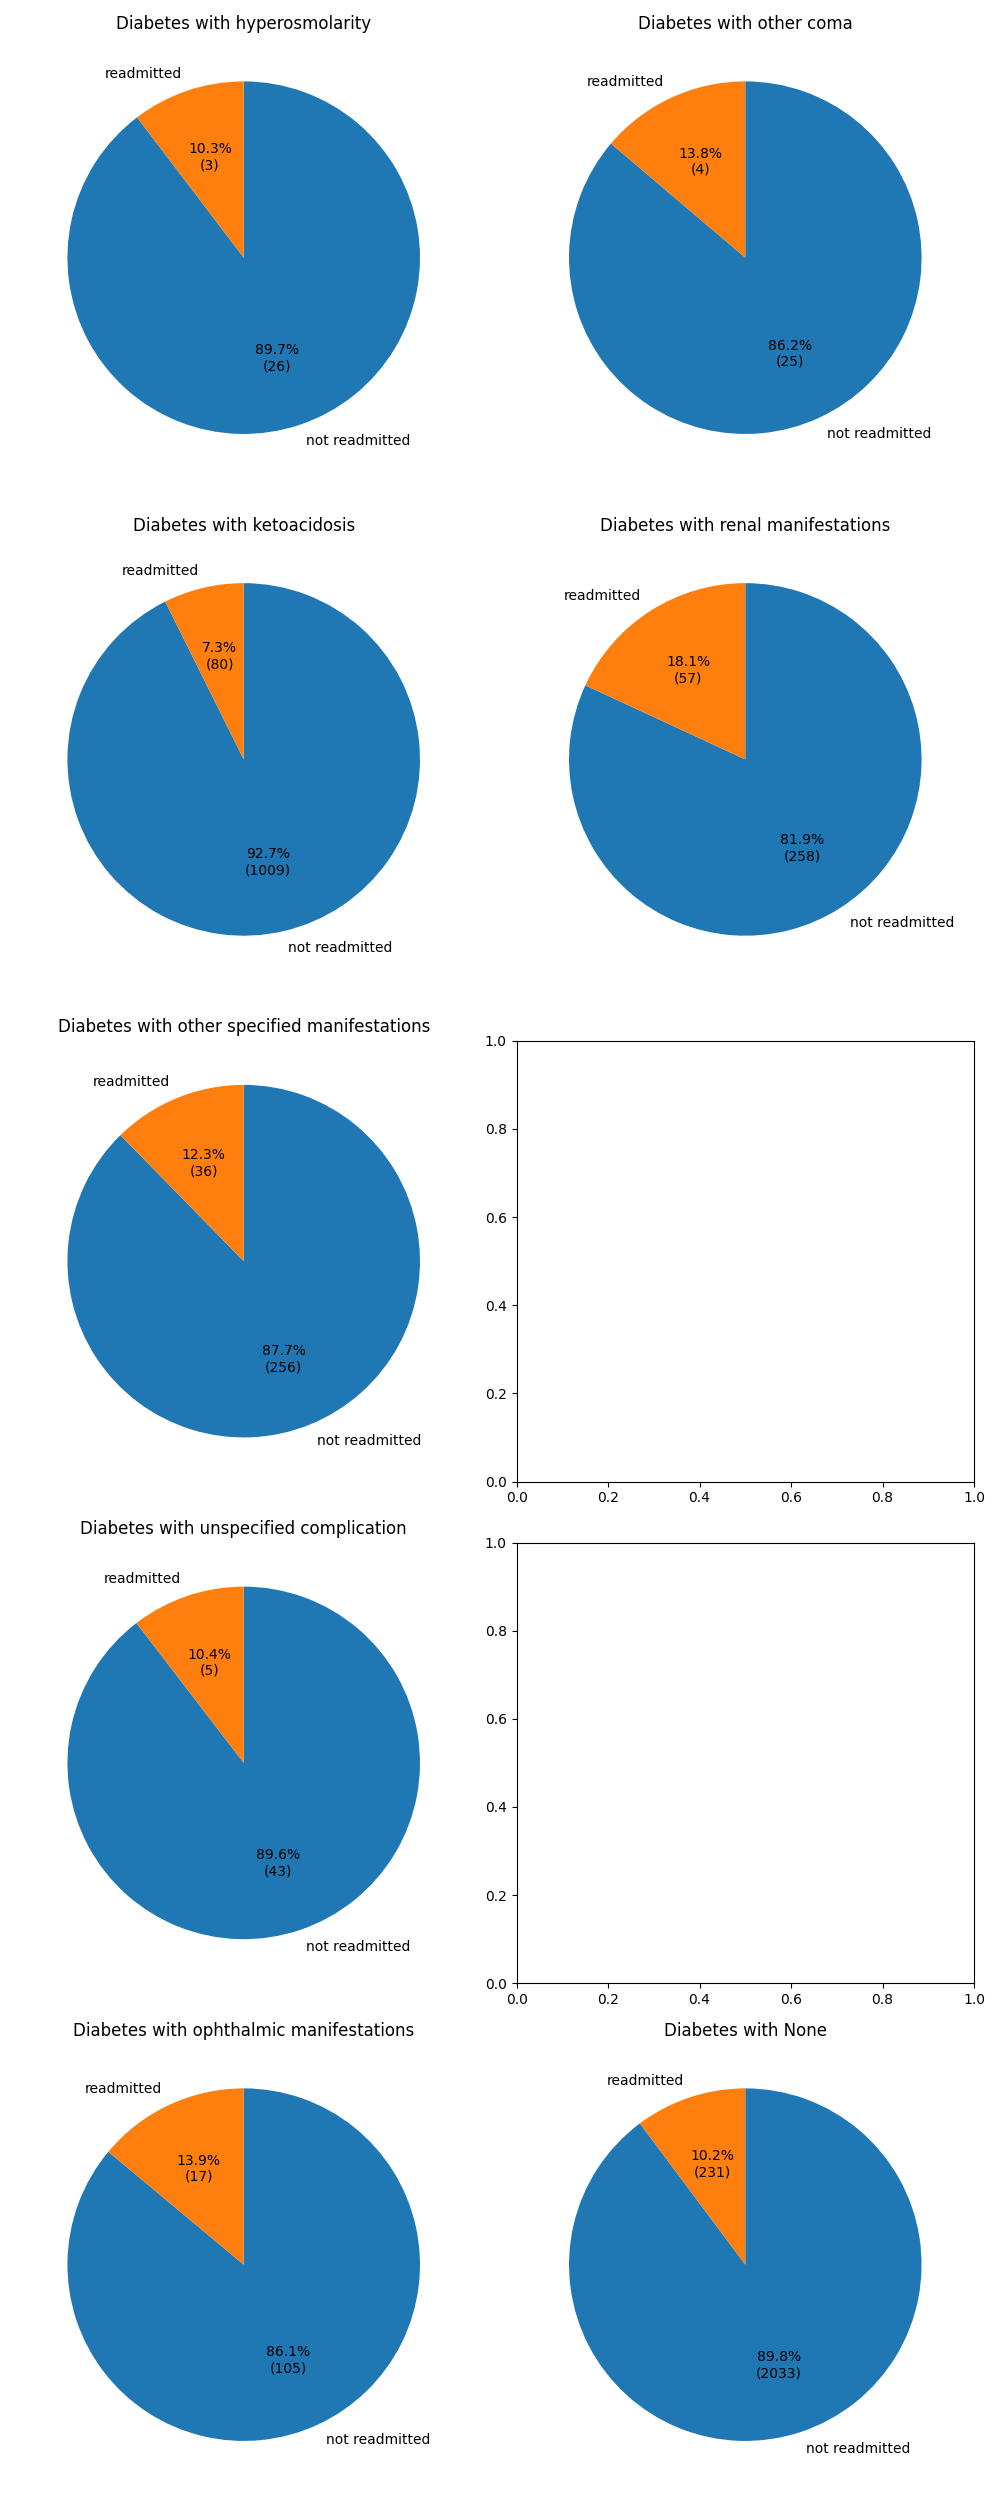 Diabetes with hyperosmolarity
readmitted
10.3%
(3)
89.7%
(26)
not readmitted
Diabetes with other coma
readmitted
13.8%
(4)
86.2%
(25)
not readmitted
Diabetes with ketoacidosis
readmitted
7.3%
(80)
92.7%
(1009)
not readmitted
Diabetes with renal manifestations
readmitted
18.1%
(57)
81.9%
(258)
not readmitted
Diabetes with other specified manifestations
readmitted
12.3%
(36)
87.7%
(256)
not readmitted
1.0
0.8
0.6
0.4
0.2
0.0
0.0 0.2 0.4 0.6 0.8 1.0
Diabetes with unspecified complication
readmitted
10.4%
(5)
89.6%
(43)
not readmitted
1.0
0.8
0.6
0.4
0.2
0.0
0.0 0.2 0.4 0.6 0.8 1.0
Diabetes with ophthalmic manifestations
readmitted
13.9%
(17)
86.1%
(105)
not readmitted
Diabetes with None
readmitted
10.2%
(231)
89.8%
(2033)
not readmitted